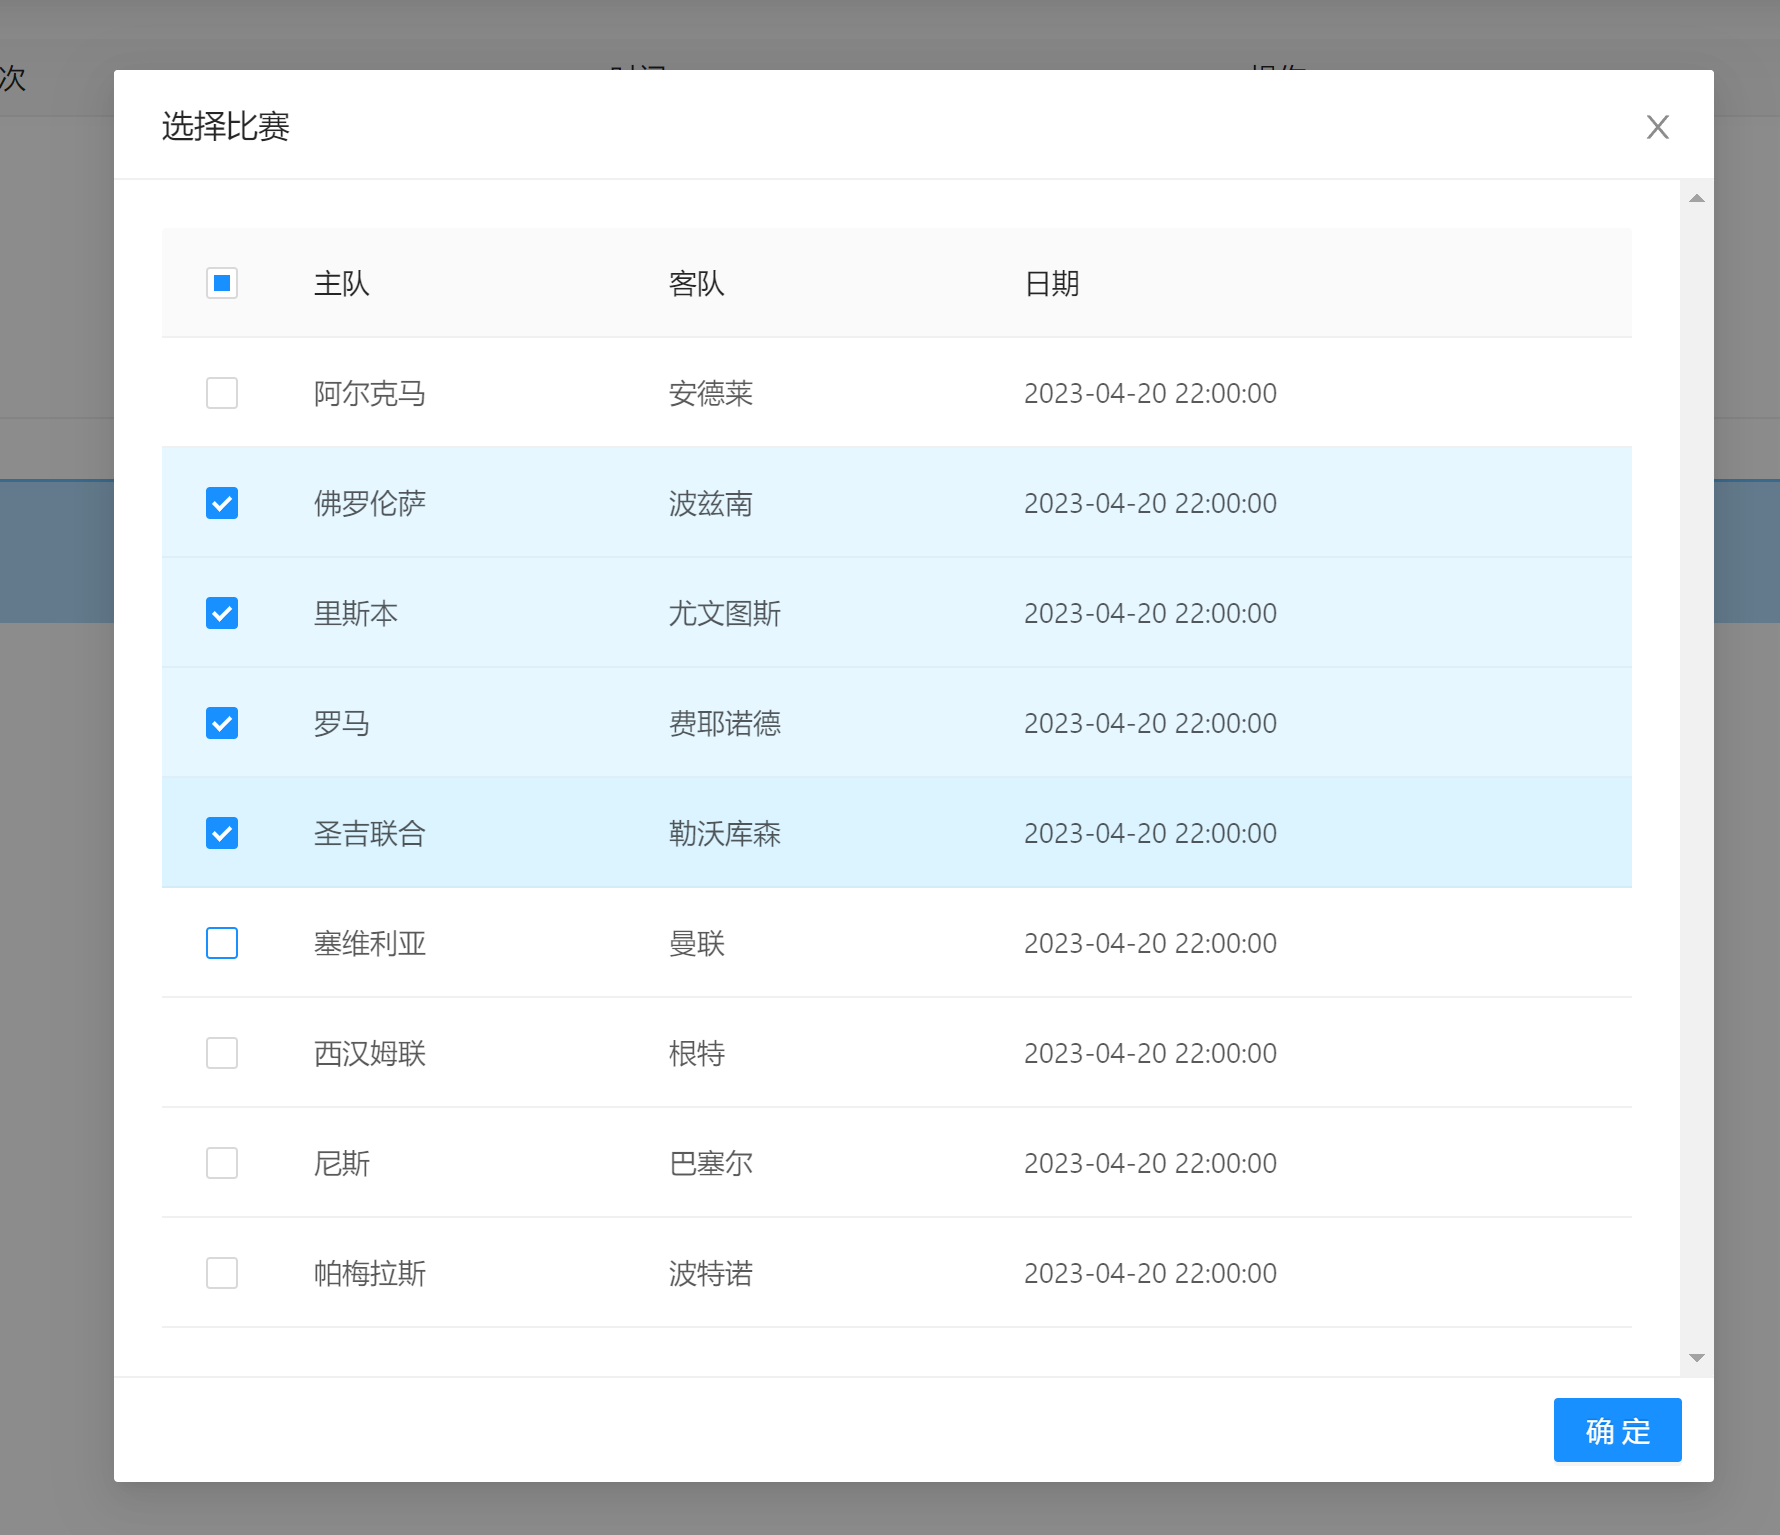 次
选择比赛
主队 客队 日期
阿尔克马 安德莱 2023-04-20 22:00:00
佛罗伦萨 波兹南 2023-04-20 22:00:00
里斯本 尤文图斯 2023-04-20 22:00:00
罗马 费耶诺德 2023-04-20 22:00:00
圣吉联合 勒沃库森 2023-04-20 22:00:00
塞维利亚 曼联 2023-04-20 22:00:00
西汉姆联 根特 2023-04-20 22:00:00
尼斯 巴塞尔 2023-04-20 22:00:00
帕梅拉斯 波特诺 2023-04-20 22:00:00
确 定